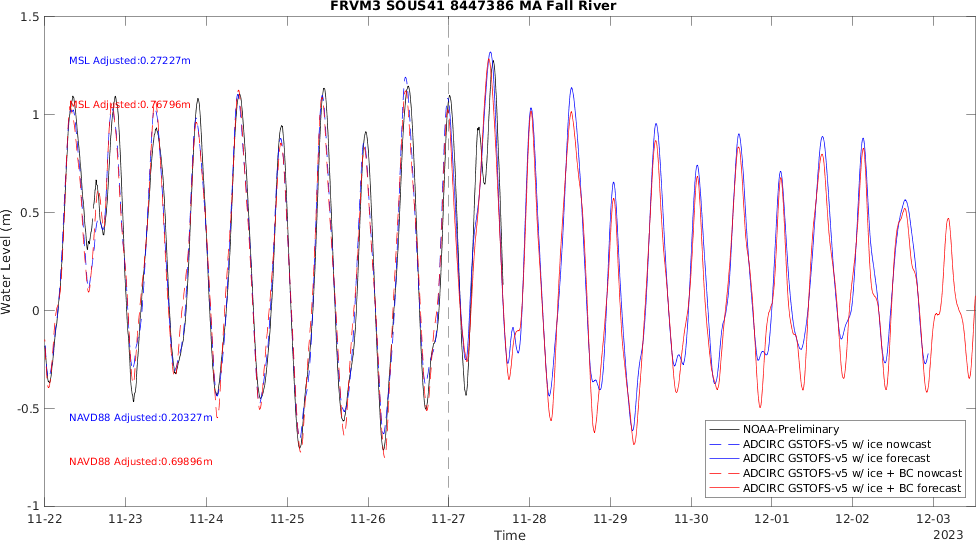 FRVM3 SOUS41 8447386 MA Fall River
1.5
MSL Adjusted:0.27227m
MSL Adjusted:0.76796m
1
0.5
Water Level (m)
0
-0.5
NAVD88 Adjusted:0.20327m
NAVD88 Adjusted:0.69896m
-1
NOAA-Preliminary
ADCIRC GSTOFS-v5 w/ ice nowcast
ADCIRC GSTOFS-v5 w/ ice forecast
ADCIRC GSTOFS-v5 w/ ice + BC nowcast
ADCIRC GSTOFS-v5 w/ ice + BC forecast
11-22 11-23 11-24 11-25 11-26 11-27 11-28 11-29 11-30 12-01 12-02 12-03
Time
2023